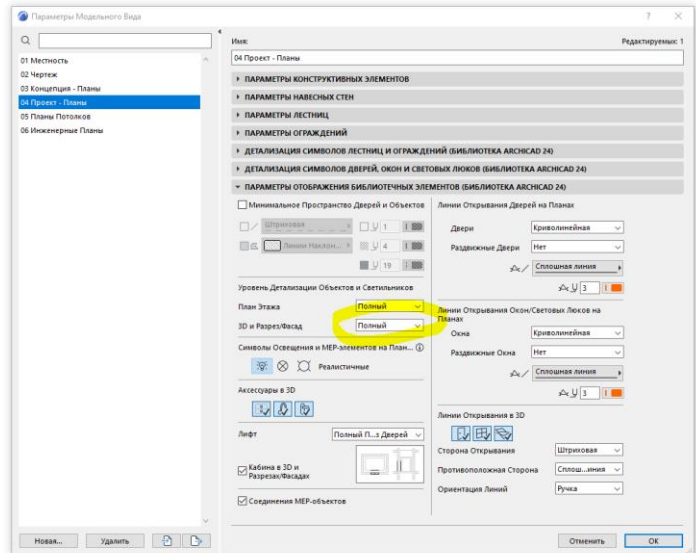 Параметры Модельного Вида
? ×
Имя:
Редактируемых: 1
04 Проект - Планы
01 Местность
02 Чертеж
03 Концепция - Планы
04 Проект - Планы
05 Планы Потолков
06 Инженерные Планы
ПАРАМЕТРЫ КОНСТРУКТИВНЫХ ЭЛЕМЕНТОВ
ПАРАМЕТРЫ НАВЕСНЫХ СТЕН
ПАРАМЕТРЫ ЛЕСТНИЦ
ПАРАМЕТРЫ ОГРАЖДЕНИЙ
ДЕТАЛИЗАЦИЯ СИМВОЛОВ ЛЕСТНИЦ И ОГРАЖДЕНИЙ (БИБЛИОТЕКА ARCHICAD 24)
ДЕТАЛИЗАЦИЯ СИМВОЛОВ ДВЕРЕЙ, ОКОН И СВЕТОВЫХ ЛЮКОВ (БИБЛИОТЕКА ARCHICAD 24)
ПАРАМЕТРЫ ОТОБРАЖЕНИЯ БИБЛИОТЕЧНЫХ ЭЛЕМЕНТОВ (БИБЛИОТЕКА ARCHICAD 24)
Минимальное Пространство Дверей и Объектов
Штриховая
1
Линии Наклон...
4
19
Уровень Детализации Объектов и Светильников
План Этажа
Полный
3D и Разрез/Фасад
Полный
Символы Освещения и MEP-элементов на План...
Реалистичные
Аксессуары в 3D
Лифт
Полный П...з Дверей
Кабина в 3D и
Разрезах/Фасадах
Соединения MEP-объектов
Линии Открывания Дверей на Планах
Двери
Криволинейная
Раздвижные Двери
Нет
Сплошная линия
3
Линии Открывания Окон/Световых Люков на
Планах
Окна
Криволинейная
Раздвижные Окна
Нет
Сплошная линия
3
Линии Открывания в 3D
Сторона Открывания
Штриховая
Противоположная Сторона
Сплош...иния
Ориентация Линий
Ручка
Новая...
Удалить
Отменить
OK